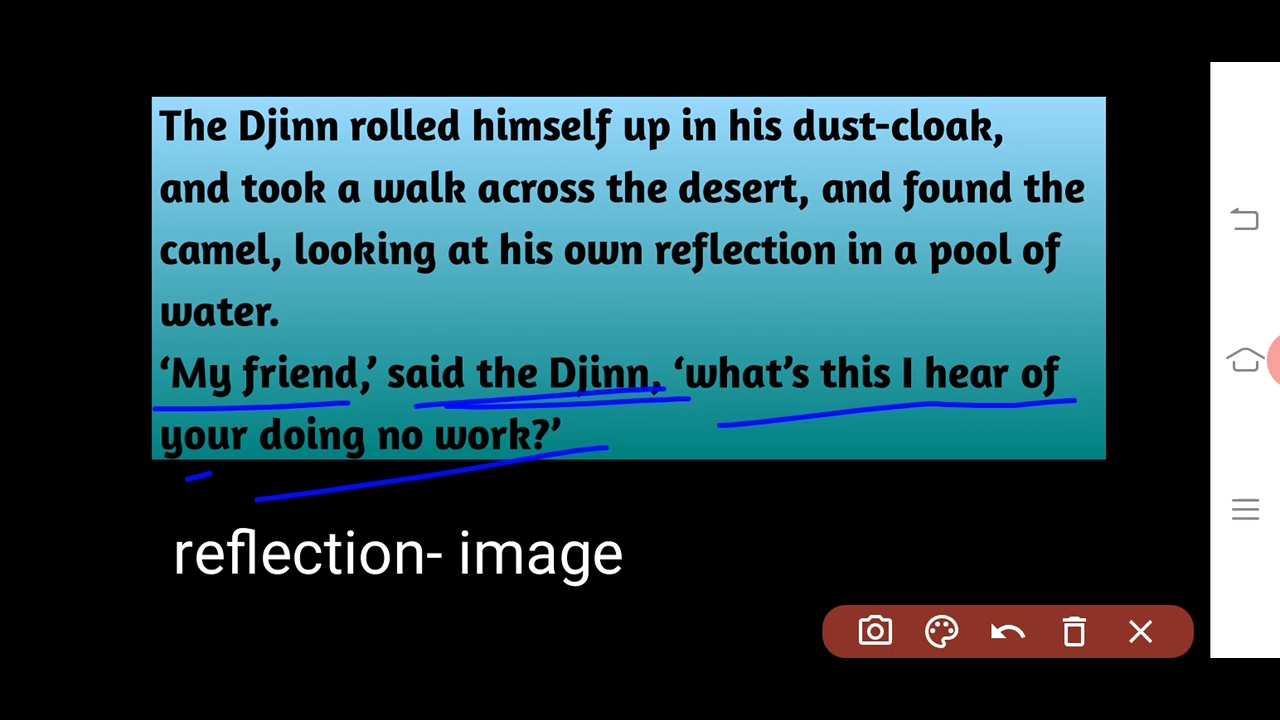 The Djinn rolled himself up in his dust-cloak,
and took a walk across the desert, and found the
camel, looking at his own reflection in a pool of
water.
‘My friend,’ said the Djinn, ‘what’s this I hear of
your doing no work?’
reflection- image